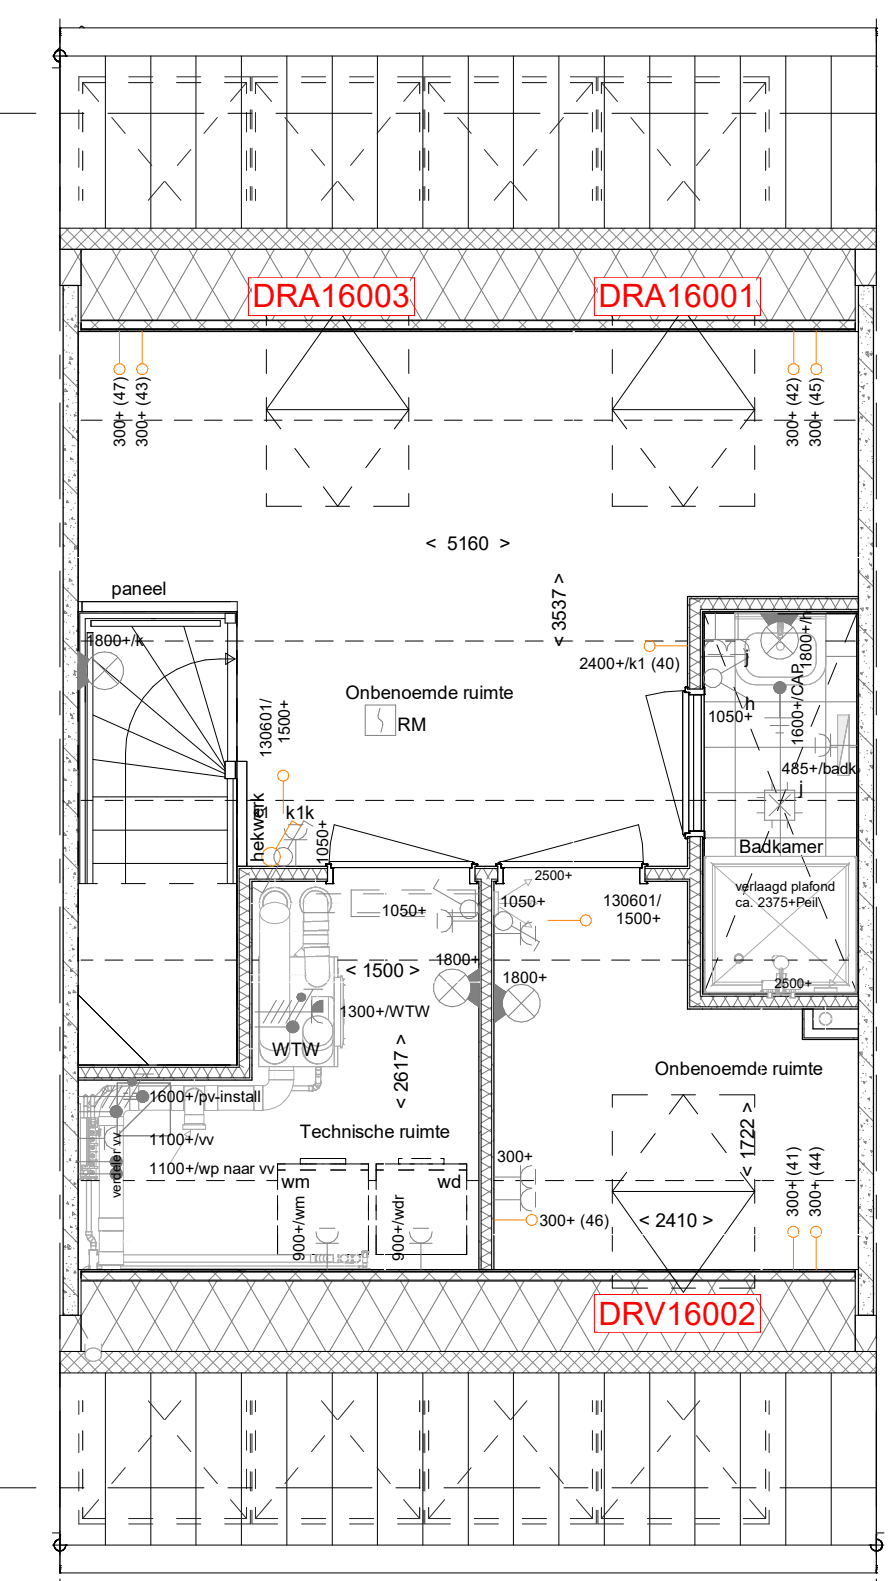 DRA16003
DRA16001
300+ (47)
300+ (43)
300+ (42)
300+ (45)
< 5160 >
< 3537 >
paneel
1800+/k
2400+/k1 (40)
1800+/h
j
h
1050+
1600+/CAP
485+/badk
j
Badkamer
verlaagd plafond
ca. 2375+Peil
2500+
Onbenoemde ruimte
RM
130601/
1500+
k1k
hekwerk
1050+
1050+
2500+
1050+
130601/
1500+
< 1500 >
1800+
1800+
1300+/WTW
WTW
< 2617 >
Onbenoemde ruimte
1600+/pv-install
1100+/vv
1100+/wp naar vv
verdeler vv
Technische ruimte
wm
wd
900+/wm
900+/wdr
300+
300+ (46)
< 2410 >
< 1722 >
300+ (41)
300+ (44)
DRV16002